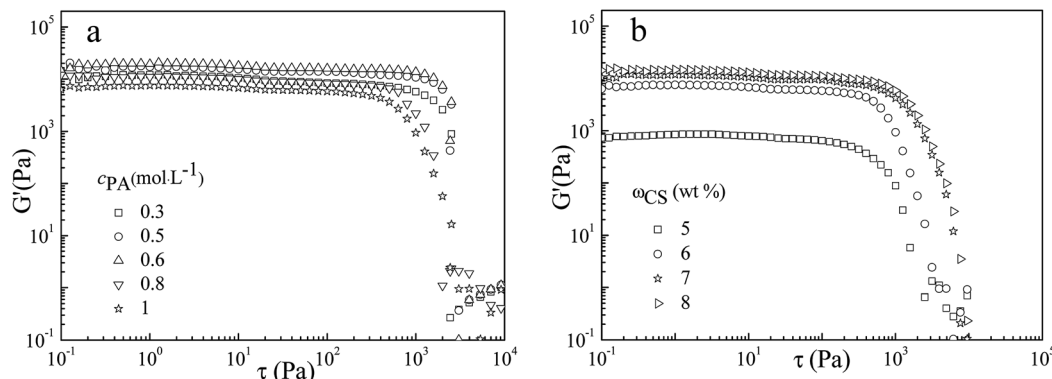 a
10^5
10^3
10^1
10^-1
G'(Pa)
c_PA(mol·L^-1)
0.3
0.5
0.6
0.8
1
10^-1 10^0 10^1 10^2 10^3 10^4
τ (Pa)
b
10^5
10^3
10^1
10^-1
G'(Pa)
ω_CS (wt %)
5
6
7
8
10^-1 10^1 10^3 10^4
τ (Pa)